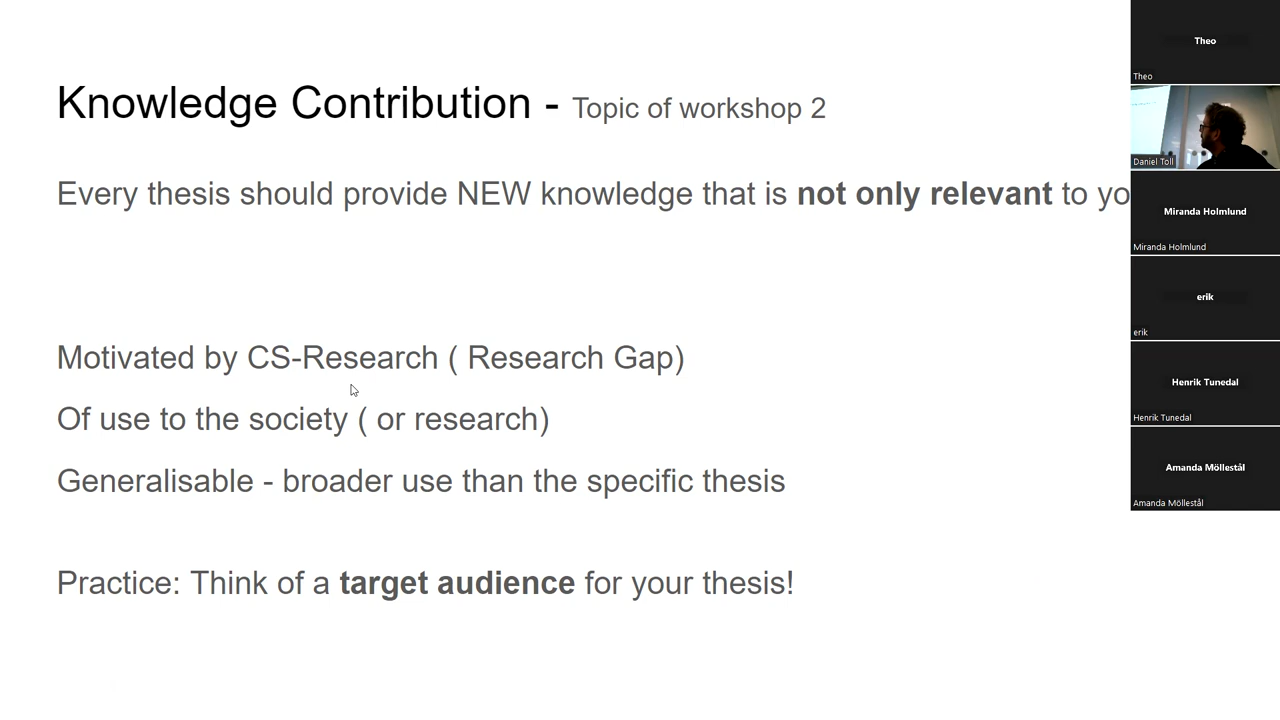 Knowledge Contribution - Topic of workshop 2
Every thesis should provide NEW knowledge that is not only relevant to yo
Motivated by CS-Research ( Research Gap)
Of use to the society ( or research)
Generalisable - broader use than the specific thesis
Practice: Think of a target audience for your thesis!
Theo
Theo
Daniel Toll
Miranda Holmlund
Miranda Holmlund
erik
erik
Henrik Tunedal
Henrik Tunedal
Amanda Möllestål
Amanda Möllestål